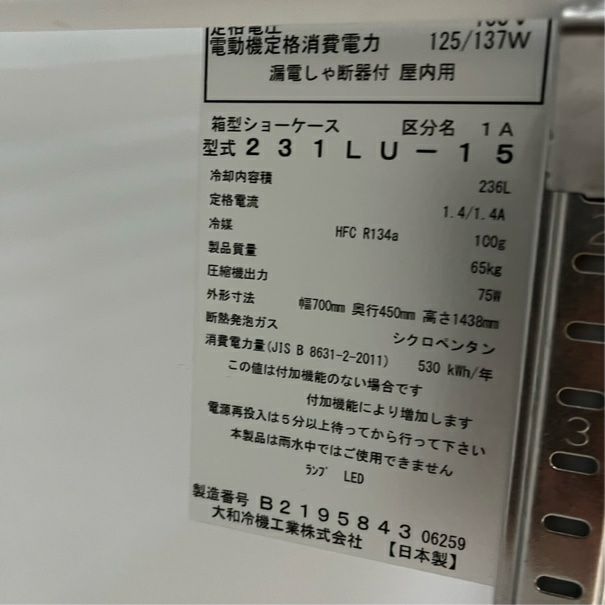 定格電圧 100V
電動機定格消費電力 125/137W
漏電しゃ断器付 屋内用
箱型ショーケース 区分名 1A
型式 231LU-15
冷却内容積 236L
定格電流 1.4/1.4A
冷媒 HFC R134a 100g
製品質量 65kg
圧縮機出力 75W
外形寸法 幅700mm 奥行450mm 高さ1438mm
断熱発泡ガス シクロペンタン
消費電力量(JIS B 8631-2-2011) 530 kWh/年
この値は付加機能のない場合です
付加機能により増加します
電源再投入は5分以上待ってから行って下さい
本製品は雨水中ではご使用できません
ﾗﾝﾌﾟ LED
製造番号 B2195843 06259
大和冷機工業株式会社 【日本製】
2
3